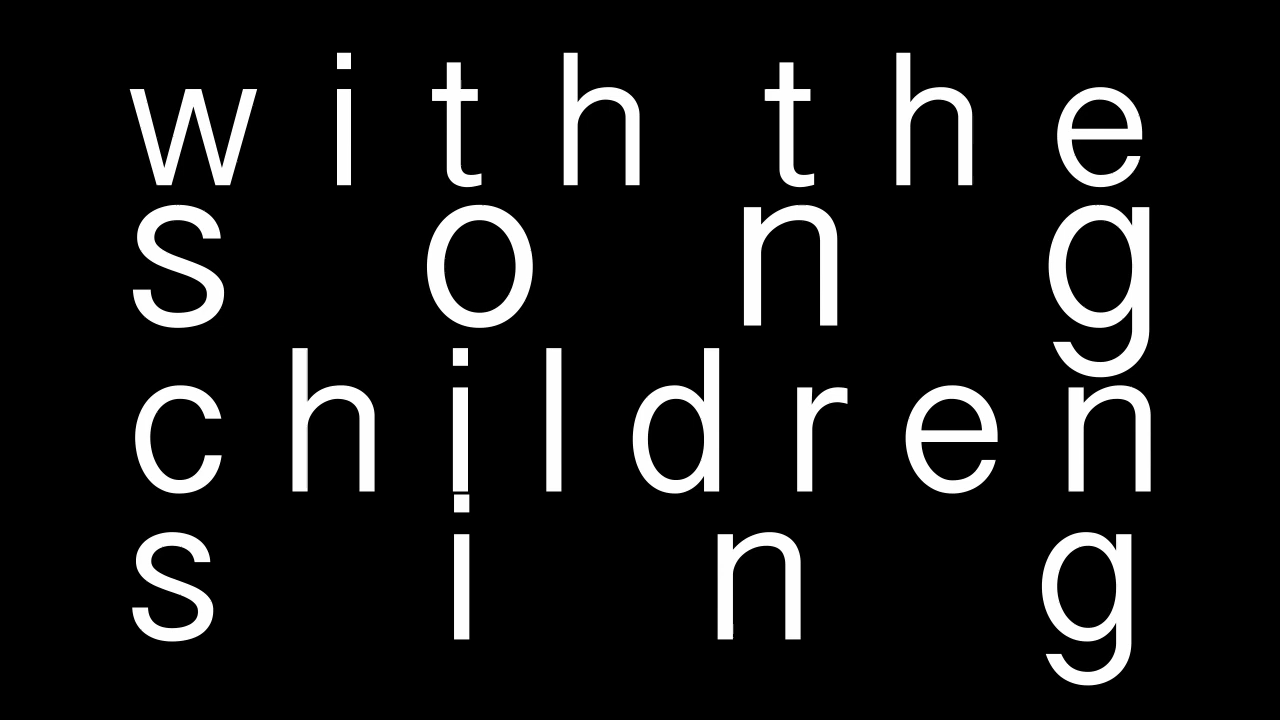 with the
song
children
sing